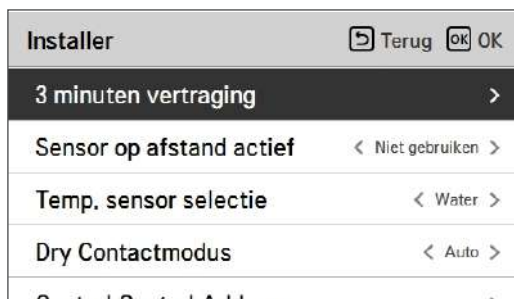 Installer Terug OK OK
3 minuten vertraging >
Sensor op afstand actief < Niet gebruiken >
Temp. sensor selectie < Water >
Dry Contactmodus < Auto >